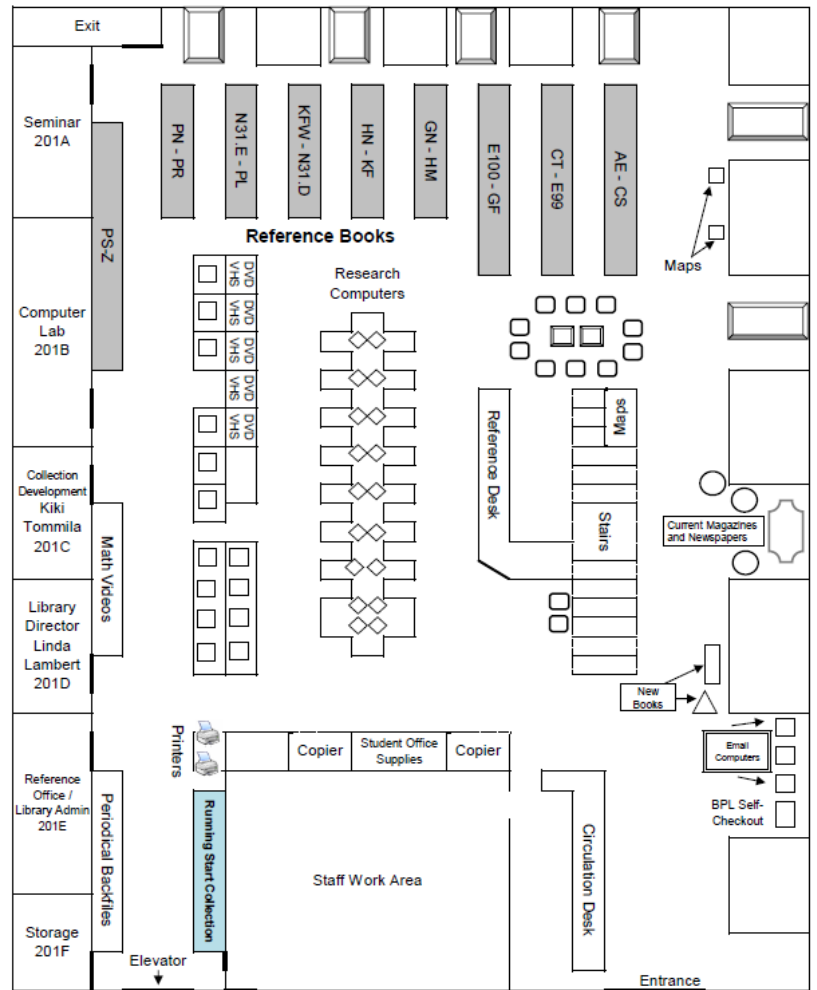 Exit
Seminar
201A
PN - PR
N31.E - PL
KFW - N31.D
HN - KF
GN - HM
E100 - GF
CT - E99
AE - CS
PS-Z
Reference Books
Maps
DVD
VHS
DVD
VHS
DVD
VHS
DVD
VHS
DVD
VHS
Research
Computers
Computer
Lab
201B
Maps
Reference Desk
Stairs
Collection
Development
Kiki
Tommila
201C
Math Videos
Current Magazines
and Newspapers
Library
Director
Linda
Lambert
201D
New
Books
Printers
Copier
Student Office
Supplies
Copier
Email
Computers
Reference
Office /
Library Admin
201E
Periodical Backfiles
Running Start Collection
BPL Self-
Checkout
Staff Work Area
Circulation Desk
Storage
201F
Elevator
Entrance